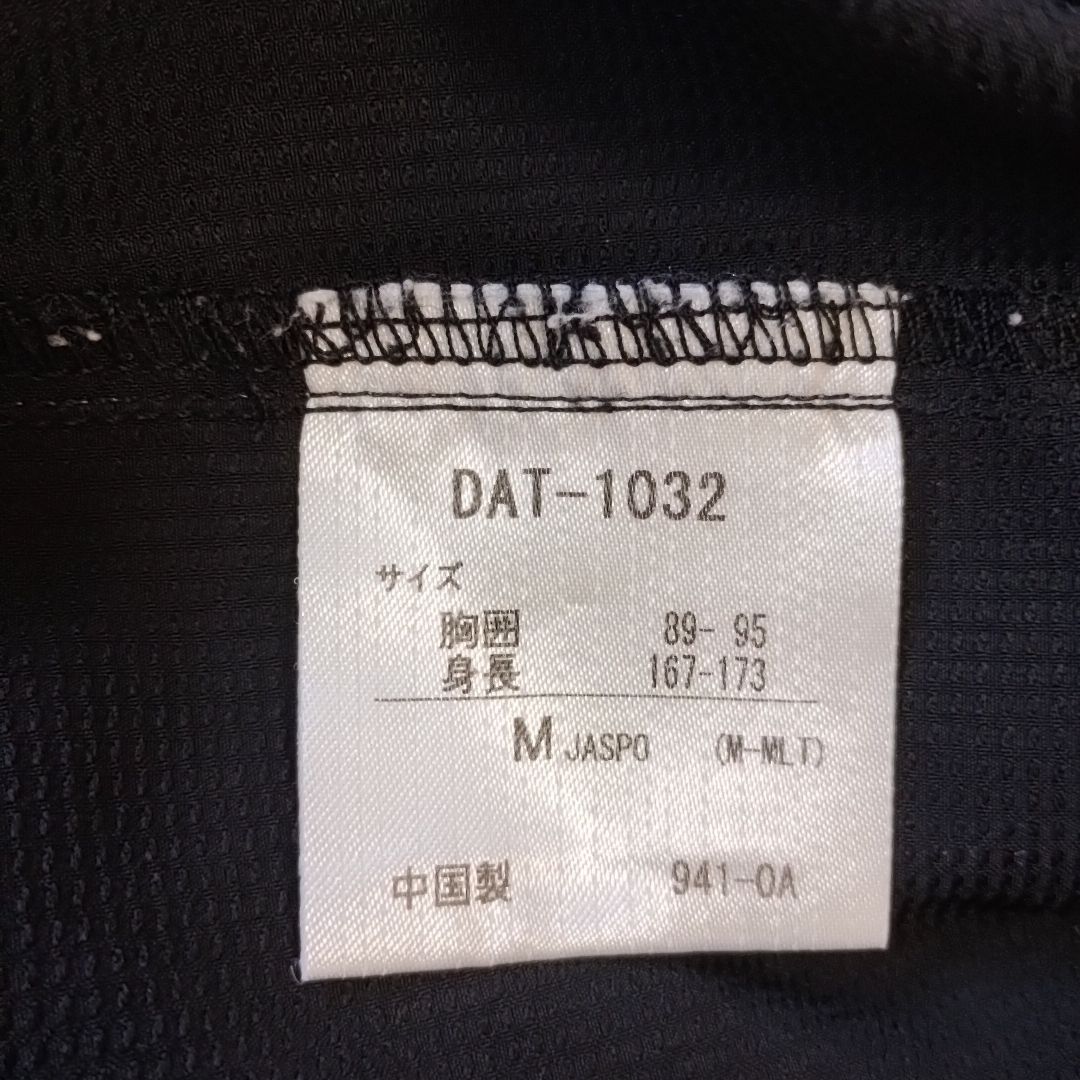 DAT-1032
サイズ
胸囲 89- 95
身長 167-173
M JASPO (M-MLT)
中国製 941-0A